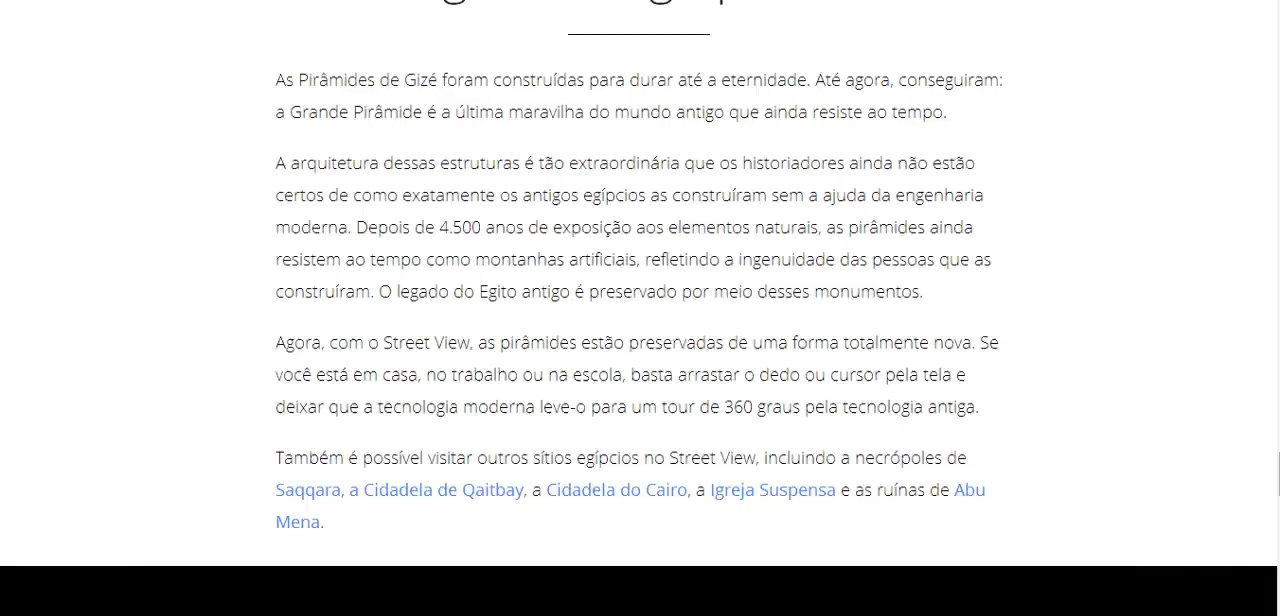 As Pirâmides de Gizé foram construídas para durar até a eternidade. Até agora, conseguiram:
a Grande Pirâmide é a última maravilha do mundo antigo que ainda resiste ao tempo.
A arquitetura dessas estruturas é tão extraordinária que os historiadores ainda não estão
certos de como exatamente os antigos egípcios as construíram sem a ajuda da engenharia
moderna. Depois de 4.500 anos de exposição aos elementos naturais, as pirâmides ainda
resistem ao tempo como montanhas artificiais, refletindo a ingenuidade das pessoas que as
construíram. O legado do Egito antigo é preservado por meio desses monumentos.
Agora, com o Street View, as pirâmides estão preservadas de uma forma totalmente nova. Se
você está em casa, no trabalho ou na escola, basta arrastar o dedo ou cursor pela tela e
deixar que a tecnologia moderna leve-o para um tour de 360 graus pela tecnologia antiga.
Também é possível visitar outros sítios egípcios no Street View, incluindo a necrópoles de
Saqqara, a Cidadela de Qaitbay, a Cidadela do Cairo, a Igreja Suspensa e as ruínas de Abu
Mena.